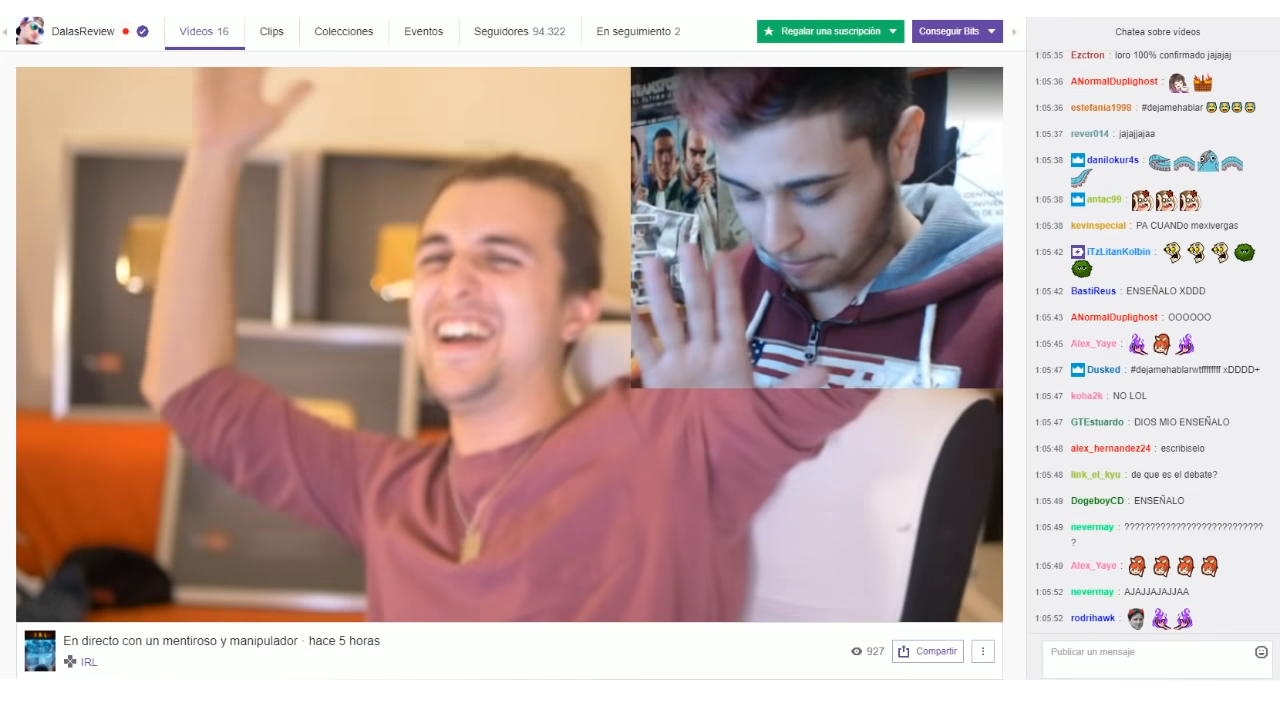 DalasReview
Vídeos 16
Clips
Colecciones
Eventos
Seguidores 94.322
En seguimiento 2
Regalar una suscripción
Conseguir Bits
TRANSFO
En directo con un mentiroso y manipulador · hace 5 horas
IRL
927
Compartir
Chatea sobre vídeos
1:05:35 Ezctron : loro 100% confirmado jajajaj
1:05:36 ANormalDuplighost :
1:05:36 estefania1998 : #dejamehablar
1:05:37 rever014 : jajajjajaa
1:05:38 danilokur4s :
1:05:38 antac99 :
1:05:38 kevinspecial : PA CUANDo mexivergas
1:05:42 iTzLitanKolbin :
1:05:42 BastiReus : ENSEÑALO XDDD
1:05:43 ANormalDuplighost : OOOOOO
1:05:45 Alex_Yaye :
1:05:47 Dusked : #dejamehablarwtfffffffff xDDDD+
1:05:47 koha2k : NO LOL
1:05:47 GTEstuardo : DIOS MIO ENSEÑALO
1:05:48 alex_hernandez24 : escribiselo
1:05:48 link_el_kyu : de que es el debate?
1:05:49 DogeboyCD : ENSEÑALO
1:05:49 nevermay : ???????????????????????????
?
1:05:49 Alex_Yaye :
1:05:52 nevermay : AJAJJAJAJJAA
1:05:52 rodrihawk :
Publicar un mensaje